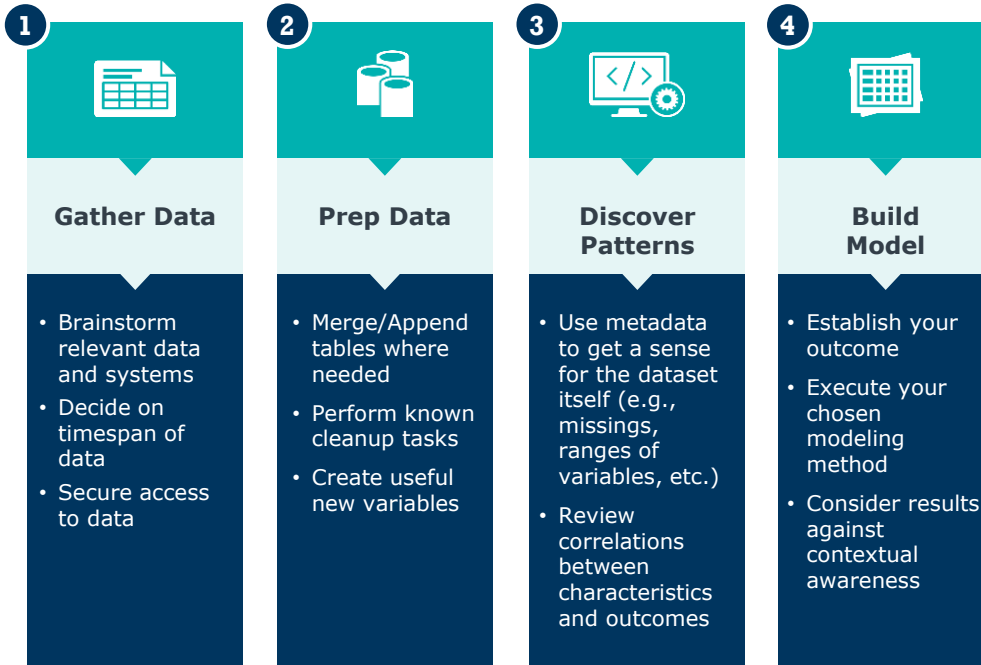 1
Gather Data
• Brainstorm
relevant data
and systems
• Decide on
timespan of
data
• Secure access
to data
2
Prep Data
• Merge/Append
tables where
needed
• Perform known
cleanup tasks
• Create useful
new variables
3
</>
Discover
Patterns
• Use metadata
to get a sense
for the dataset
itself (e.g.,
missings,
ranges of
variables, etc.)
• Review
correlations
between
characteristics
and outcomes
4
Build
Model
• Establish your
outcome
• Execute your
chosen
modeling
method
• Consider results
against
contextual
awareness